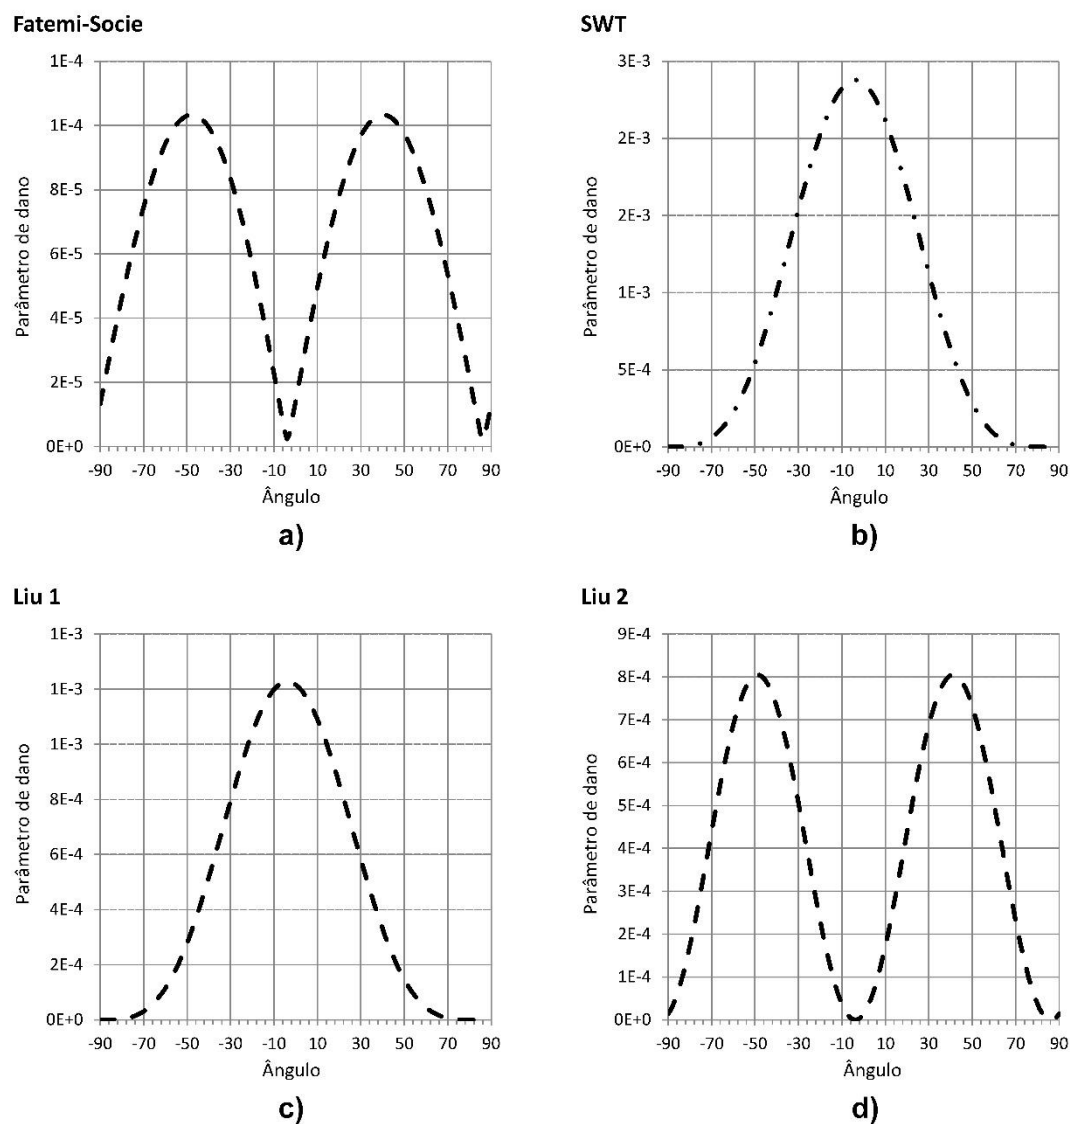 Fatemi-Socie
1E-4
1E-4
8E-5
6E-5
4E-5
2E-5
0E+0
Parâmetro de dano
-90 -70 -50 -30 -10 10 30 50 70 90
Ângulo
a)
SWT
3E-3
2E-3
2E-3
1E-3
5E-4
0E+0
Parâmetro de dano
-90 -70 -50 -30 -10 10 30 50 70 90
Ângulo
b)
Liu 1
1E-3
1E-3
1E-3
8E-4
6E-4
4E-4
2E-4
0E+0
Parâmetro de dano
-90 -70 -50 -30 -10 10 30 50 70 90
Ângulo
c)
Liu 2
9E-4
8E-4
7E-4
6E-4
5E-4
4E-4
3E-4
2E-4
1E-4
0E+0
Parâmetro de dano
-90 -70 -50 -30 -10 10 30 50 70 90
Ângulo
d)